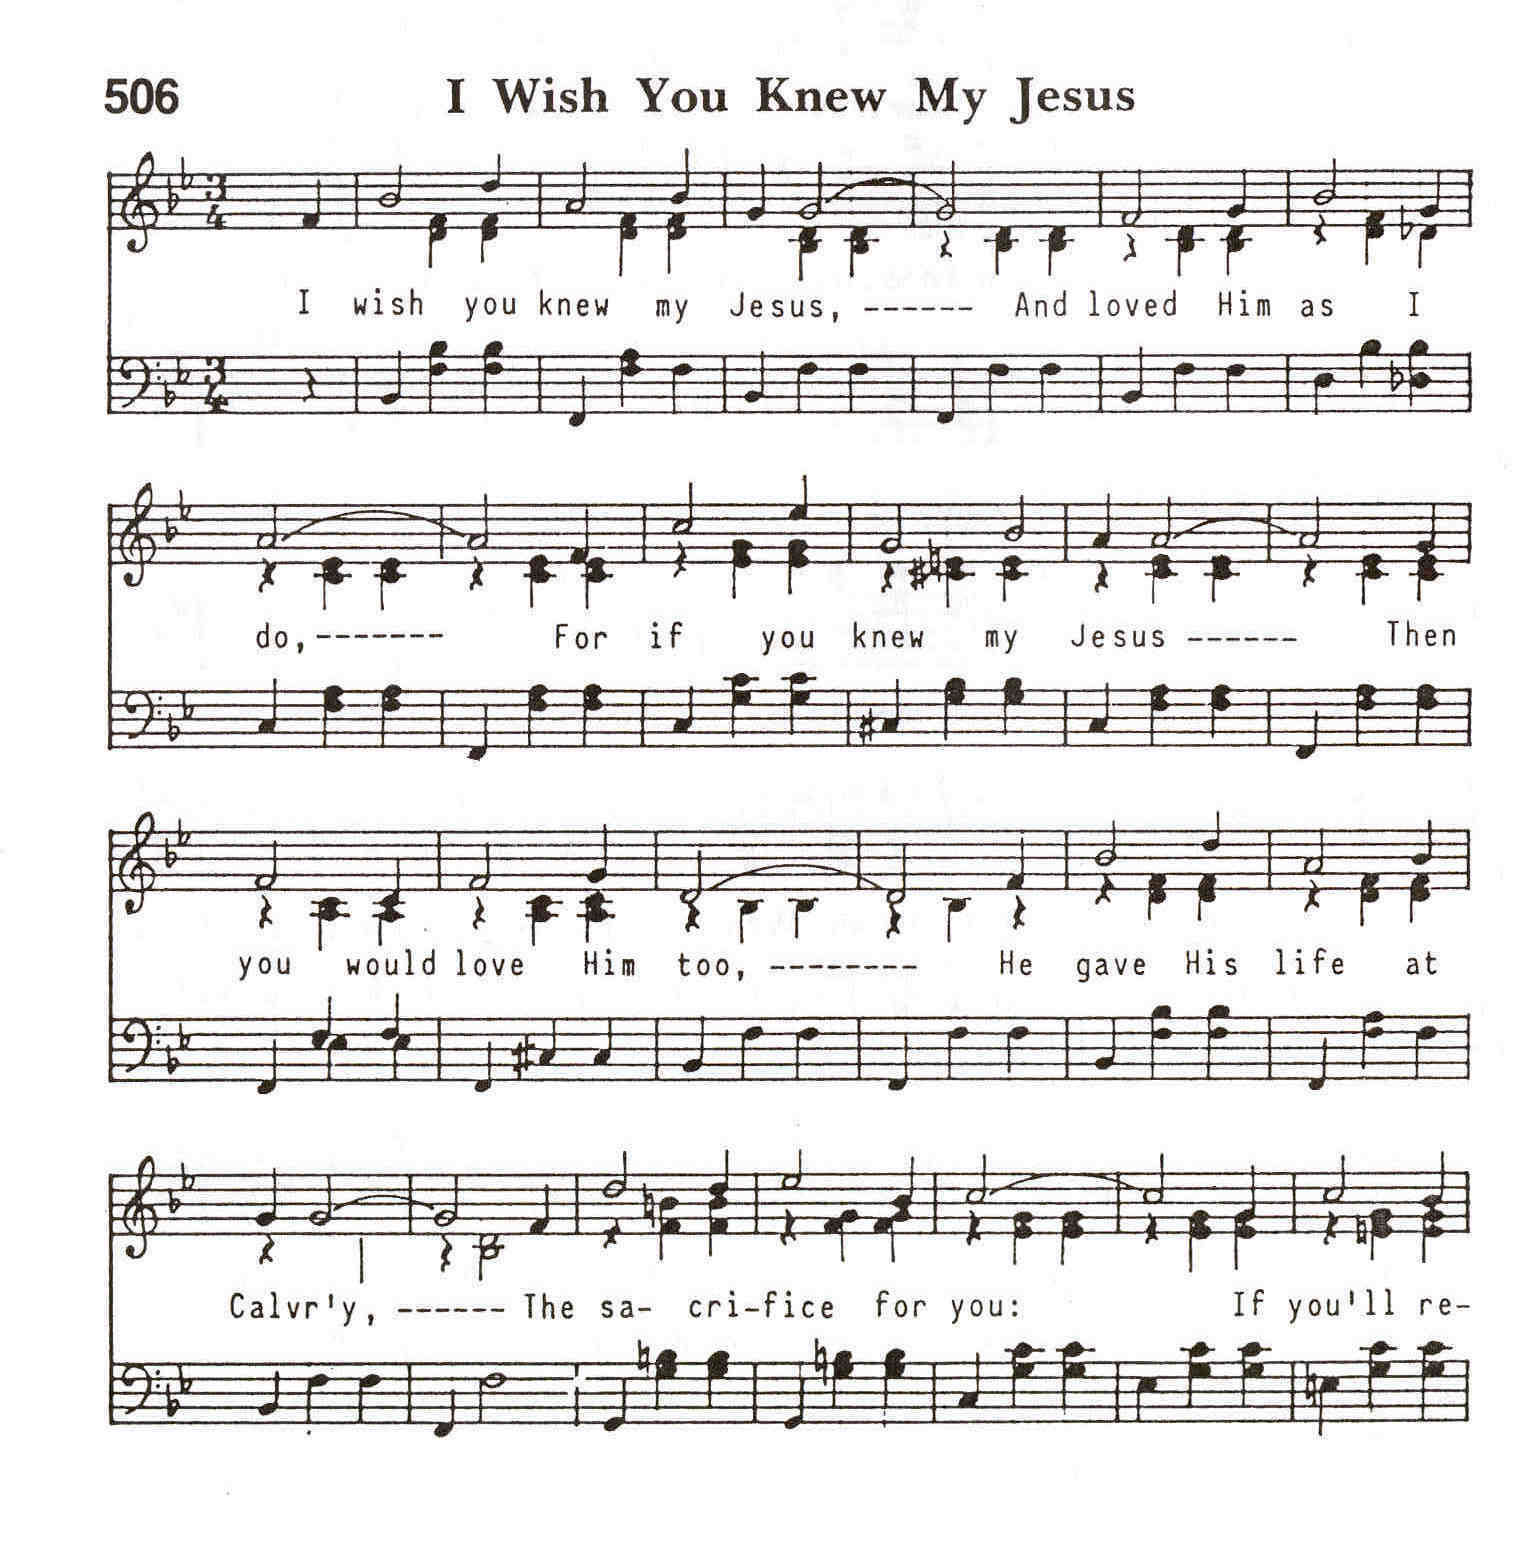 506 I Wish You Knew My Jesus
3
4
I wish you knew my Jesus, ------ And loved Him as I
3
4
do,------- For if you knew my Jesus ------ Then
you would love Him too, -------- He gave His life at
Calvr'y, ------ The sa- cri-fice for you: If you'll re-